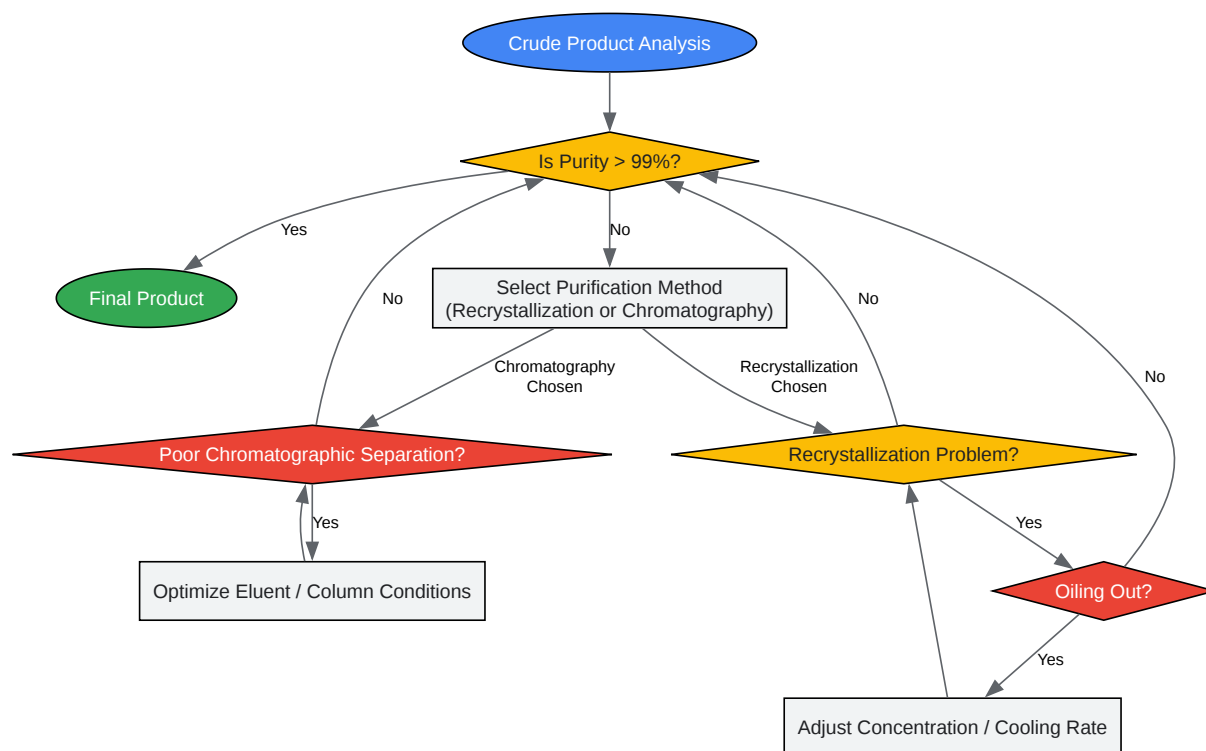 Crude Product Analysis
Is Purity > 99%?
Yes
No
Final Product
No
Select Purification Method
(Recrystallization or Chromatography)
No
Chromatography
Chosen
Recrystallization
Chosen
No
Poor Chromatographic Separation?
Recrystallization Problem?
Yes
Yes
Optimize Eluent / Column Conditions
Oiling Out?
Yes
Adjust Concentration / Cooling Rate